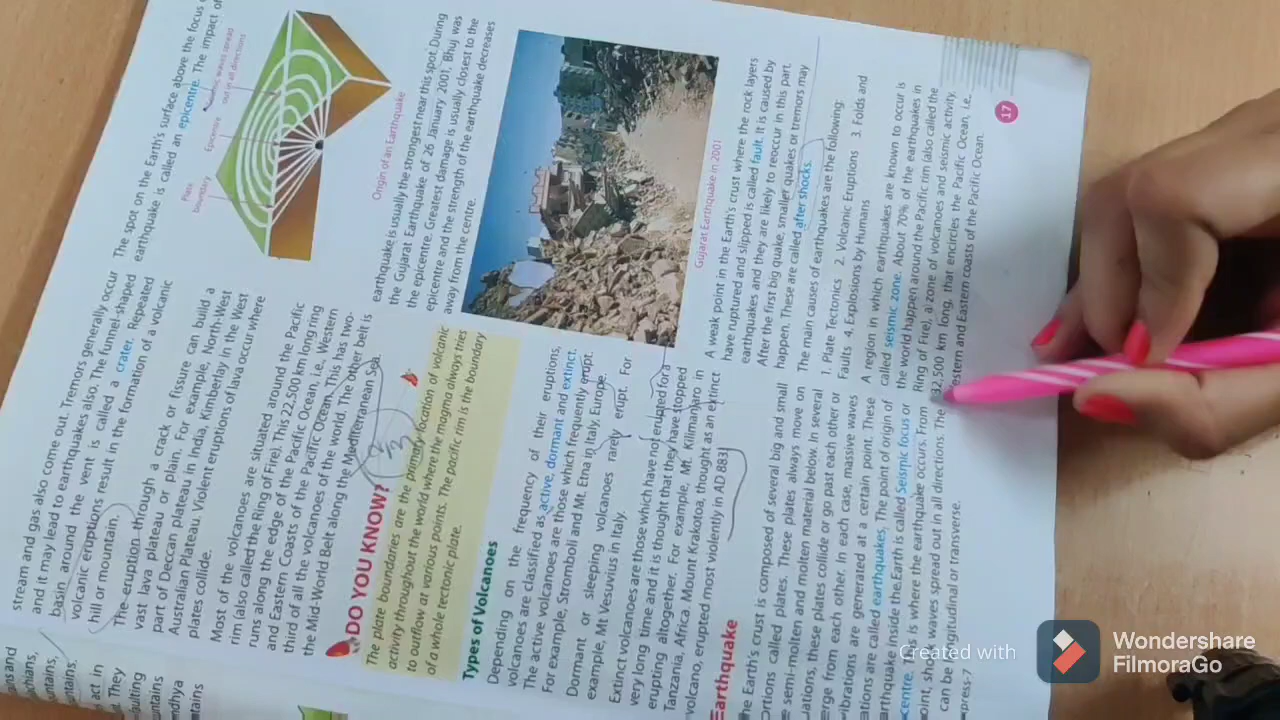 stream and gas also come out. Tremors generally occur
and it may lead to earthquakes also. The funnel-shaped
basin around the vent is called a crater. Repeated
volcanic eruptions result in the formation of a volcanic
hill or mountain.
The eruption through a crack or fissure can build a
vast lava plateau or plain. For example, North-West
part of Deccan plateau in India, Kimberlay in the West
Australian Plateau. Violent eruptions of lava occur where
plates collide.
Most of the volcanoes are situated around the Pacific
rim (also called the Ring of Fire). This 22,500 km long ring
runs along the edge of the Pacific Ocean, i.e, Western
and Eastern Coasts of the Pacific Ocean. This has two-
third of all the volcanoes of the world. The other belt is
the Mid-World Belt along the Mediterranean Sea.
DO YOU KNOW?
The plate boundaries are the primary location of volcanic
activity throughout the world where the magma always tries
to outflow at various points. The pacific rim is the boundary
of a whole tectonic plate.
Types of Volcanoes
Depending on the frequency of their eruptions,
volcanoes are classified as active, dormant and extinct.
The active volcanoes are those which frequently erupt.
For example, Stromboli and Mt. Etna in Italy, Europe.
Dormant or sleeping volcanoes rarely erupt. For
example, Mt Vesuvius in Italy.
Extinct volcanoes are those which have not erupted for a
very long time and it is thought that they have stopped
erupting altogether. For example, Mt. Kilimanjaro in
Tanzania, Africa. Mount Krakotoa, thought as an extinct
volcano, erupted most violently in AD 883]
Earthquake
he Earth's crust is composed of several big and small
ortions called plates. These plates always move on
e semi-molten and molten material below. In several
uations, these plates collide or go past each other or
erge from each other. In each case, massive waves
vibrations are generated at a certain point. These
ations are called earthquakes. The point of origin of
arthquake inside the Earth is called Seismic focus or
centre. It is where the earthquake occurs. From
oint, shock waves spread out in all directions. The
can be longitudinal or transverse.
xpress-7
The spot on the Earth's surface above the focus
earthquake is called an epicentre. The impact of
Plate
boundary
Epicentre
Seismic waves spread
out in all directions
Origin of an Earthquake
earthquake is usually the strongest near this spot. During
the Gujarat Earthquake of 26 January 2001, Bhuj was
the epicentre. Greatest damage is usually closest to the
epicentre and the strength of the earthquake decreases
away from the centre.
Gujarat Earthquake in 2001
A weak point in the Earth's crust where the rock layers
have ruptured and slipped is called fault. It is caused by
earthquakes and they are likely to reoccur in this part.
After the first big quake, smaller quakes or tremors may
happen. These are called after shocks.
The main causes of earthquakes are the following:
1. Plate Tectonics 2. Volcanic Eruptions 3. Folds and
Faults 4. Explosions by Humans
A region in which earthquakes are known to occur is
called seismic zone. About 70% of the earthquakes in
the world happen around the Pacific rim (also called the
Ring of Fire), a zone of volcanoes and seismic activity,
32,500 km long, that encircles the Pacific Ocean, i.e.
estern and Eastern coasts of the Pacific Ocean.
17
Created with
Wondershare
FilmoraGo